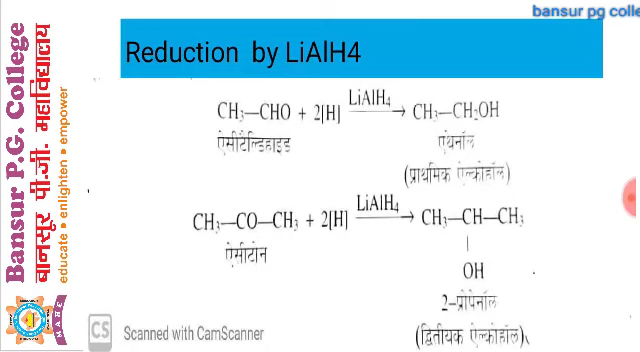 bansur pg colle
Reduction by LiAlH4
CH₃—CHO + 2[H] LiAlH₄ → CH₃—CH₂OH
ऐसीटैल्डिहाइड एथनॉल
(प्राथमिक ऐल्कोहॉल)
CH₃—CO—CH₃ + 2[H] LiAlH₄ → CH₃—CH—CH₃
|
ऐसीटोन
OH
2-प्रोपेनॉल
(द्वितीयक ऐल्कोहॉल)
CS Scanned with CamScanner
Bansur P.G. College
बानसूर पी.जी. महाविद्यालय
educate • enlighten • empower
MARE